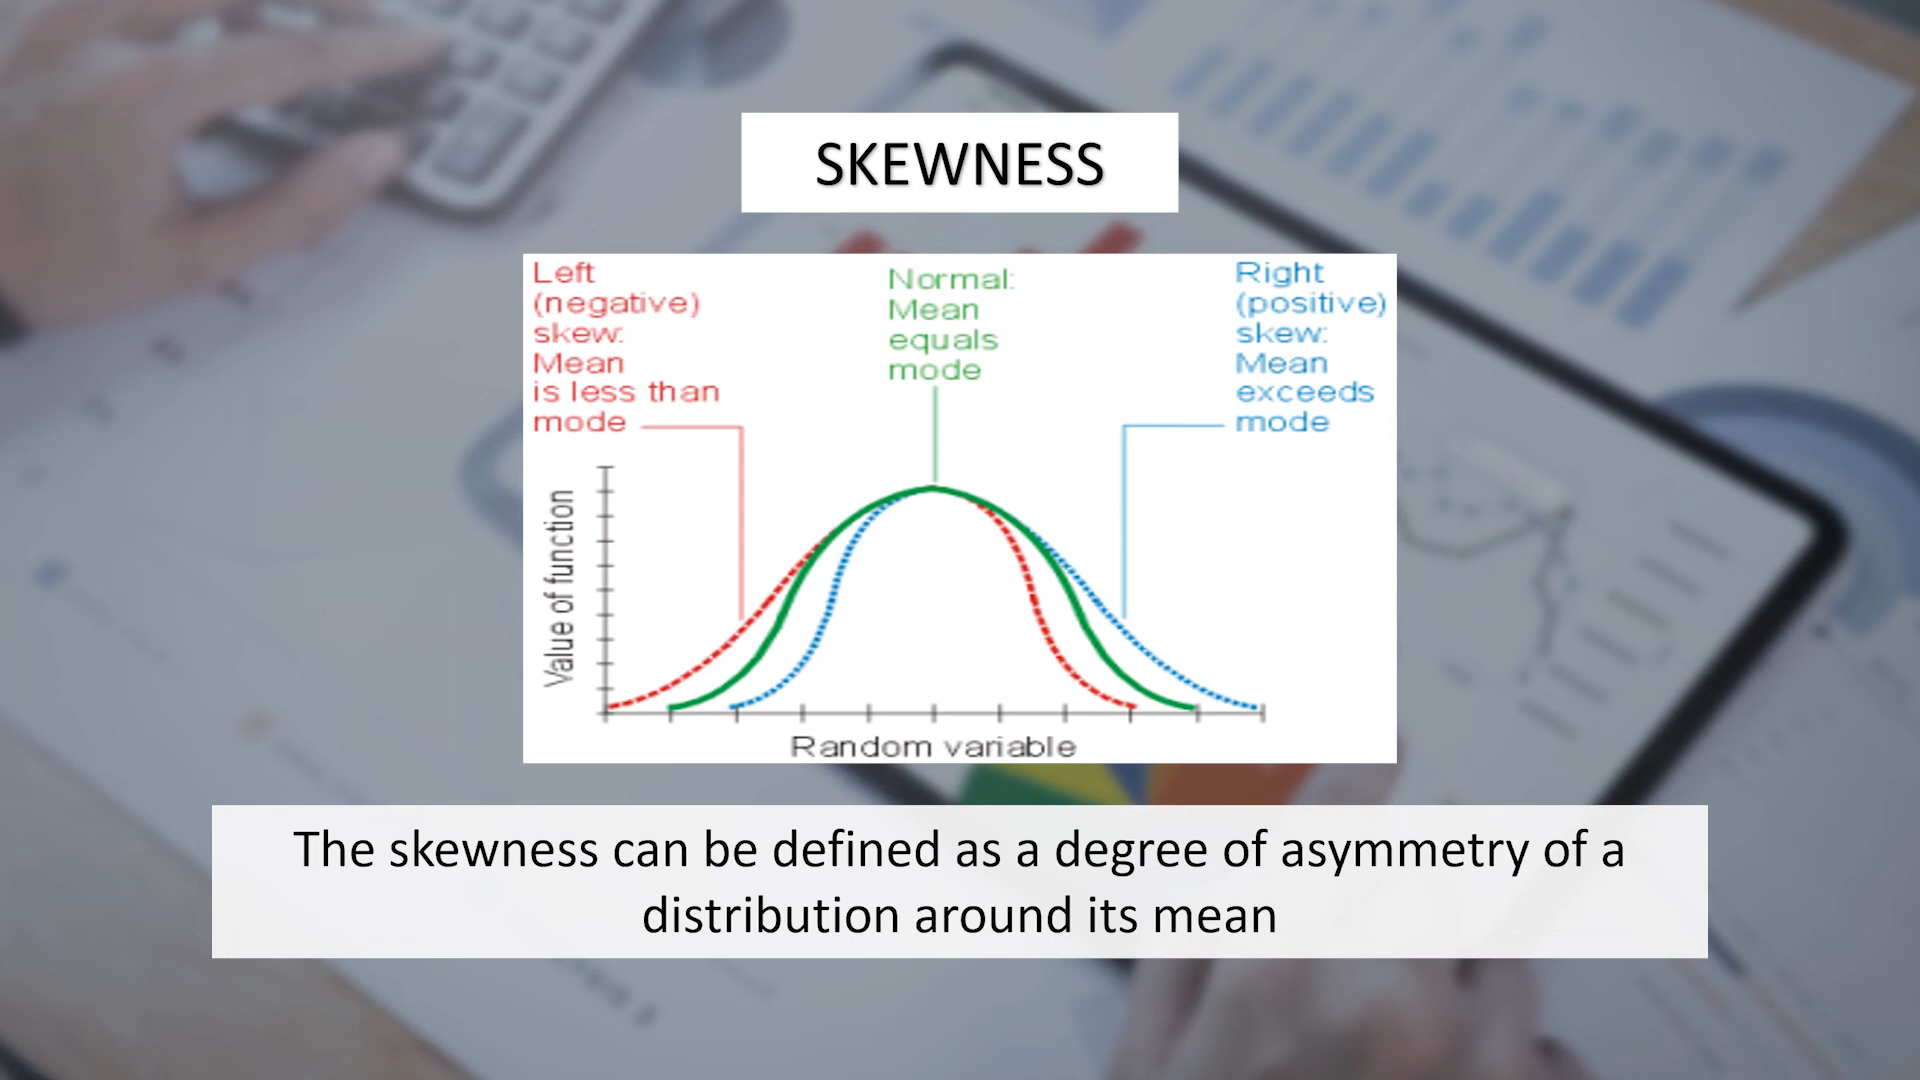 SKEWNESS
Left
(negative)
skew:
Mean
is less than
mode
Normal:
Mean
equals
mode
Right
(positive)
skew:
Mean
exceeds
mode
Value of function
Random variable
The skewness can be defined as a degree of asymmetry of a
distribution around its mean